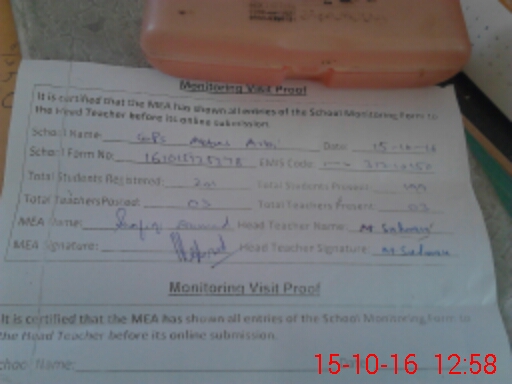 Monitoring Visit Proof
It is certified that the MEA has shown all entries of the School Monitoring Form to
the Head Teacher before its online submission.
School Name: GPS Date: 15-10-16
School Form No: EMIS Code:
Total Students Registered: Total Students Present:
Total Teachers Posted: 03 Total Teachers Present: 03
MEA Name: Head Teacher Name: M. Salman
MEA Signature: Head Teacher Signature: M. Salman
Monitoring Visit Proof
It is certified that the MEA has shown all entries of the School Monitoring Form to
the Head Teacher before its online submission.
School Name: Date:
15-10-16 12:58